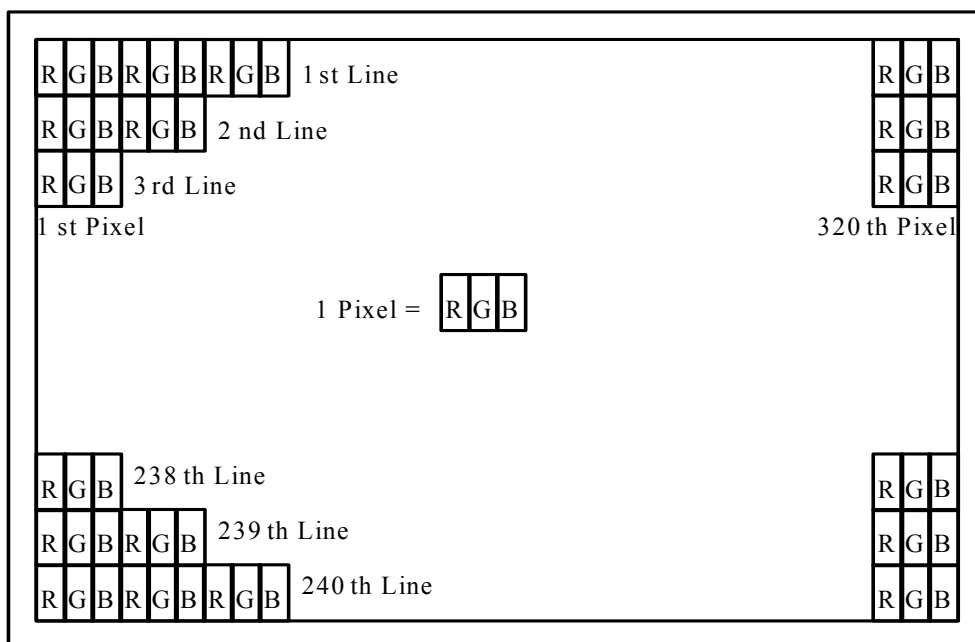 R G B R G B R G B 1 st Line R G B
R G B R G B 2 nd Line R G B
R G B 3 rd Line R G B
1 st Pixel 320 th Pixel
1 Pixel = R G B
R G B 238 th Line R G B
R G B R G B 239 th Line R G B
R G B R G B R G B 240 th Line R G B